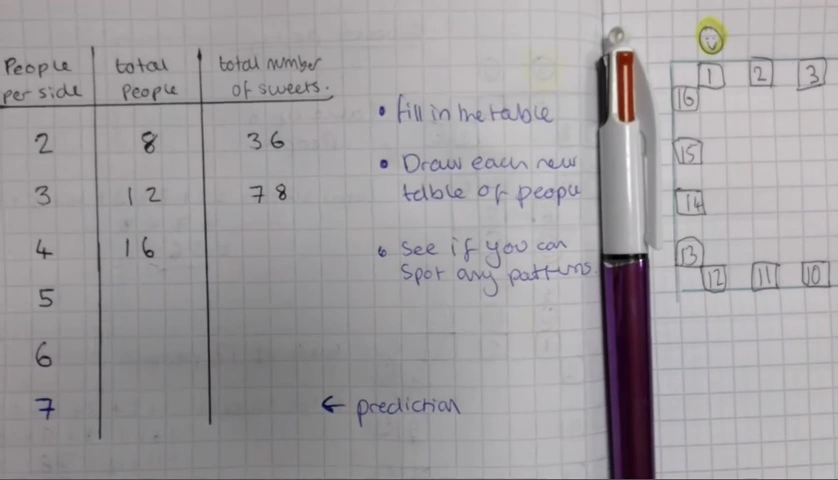 People per side
total people
total number of sweets.
2 8 36
3 12 78
4 16
5
6
7 ← prediction
• fill in the table
• Draw each new
table of people
• See if you can
Spot any patterns.
1 2 3
16
15
14
13
12 11 10